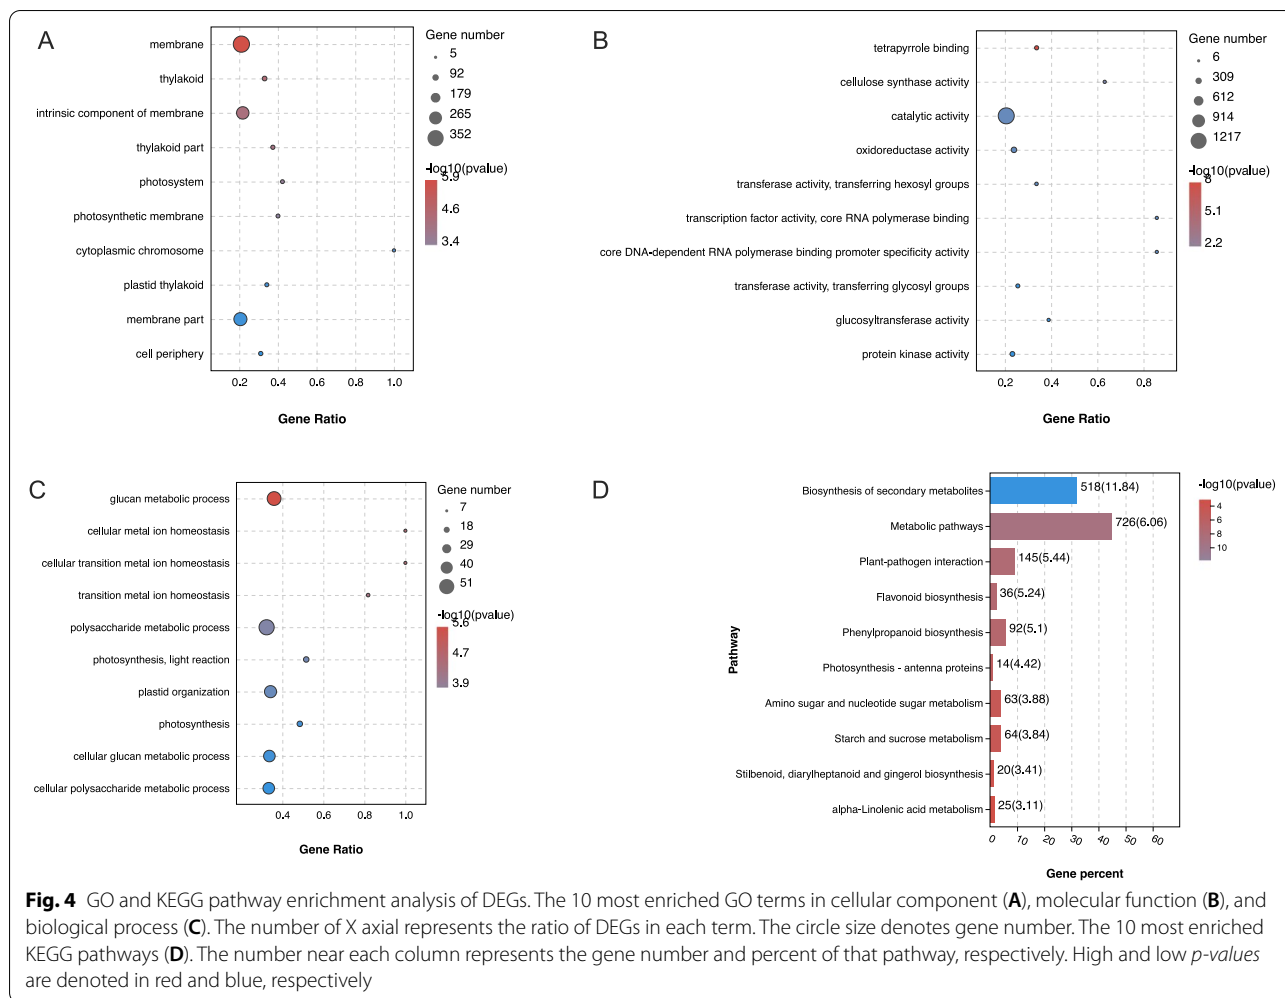 A
membrane
thylakoid
intrinsic component of membrane
thylakoid part
photosystem
photosynthetic membrane
cytoplasmic chromosome
plastid thylakoid
membrane part
cell periphery
0.2 0.4 0.6 0.8 1.0
Gene Ratio
Gene number
5
92
179
265
352
-log10(pvalue)
5.9
4.6
3.4
B
tetrapyrrole binding
cellulose synthase activity
catalytic activity
oxidoreductase activity
transferase activity, transferring hexosyl groups
transcription factor activity, core RNA polymerase binding
core DNA-dependent RNA polymerase binding promoter specificity activity
transferase activity, transferring glycosyl groups
glucosyltransferase activity
protein kinase activity
0.2 0.4 0.6 0.8
Gene Ratio
Gene number
6
309
612
914
1217
-log10(pvalue)
8
5.1
2.2
C
glucan metabolic process
cellular metal ion homeostasis
cellular transition metal ion homeostasis
transition metal ion homeostasis
polysaccharide metabolic process
photosynthesis, light reaction
plastid organization
photosynthesis
cellular glucan metabolic process
cellular polysaccharide metabolic process
0.4 0.6 0.8 1.0
Gene Ratio
Gene number
7
18
29
40
51
-log10(pvalue)
5.6
4.7
3.9
D
Pathway
Biosynthesis of secondary metabolites 518(11.84)
Metabolic pathways 726(6.06)
Plant-pathogen interaction 145(5.44)
Flavonoid biosynthesis 36(5.24)
Phenylpropanoid biosynthesis 92(5.1)
Photosynthesis - antenna proteins 14(4.42)
Amino sugar and nucleotide sugar metabolism 63(3.88)
Starch and sucrose metabolism 64(3.84)
Stilbenoid, diarylheptanoid and gingerol biosynthesis 20(3.41)
alpha-Linolenic acid metabolism 25(3.11)
0 10 20 30 40 50 60
Gene percent
-log10(pvalue)
4
6
8
10
Fig. 4 GO and KEGG pathway enrichment analysis of DEGs. The 10 most enriched GO terms in cellular component (A), molecular function (B), and
biological process (C). The number of X axial represents the ratio of DEGs in each term. The circle size denotes gene number. The 10 most enriched
KEGG pathways (D). The number near each column represents the gene number and percent of that pathway, respectively. High and low p-values
are denoted in red and blue, respectively